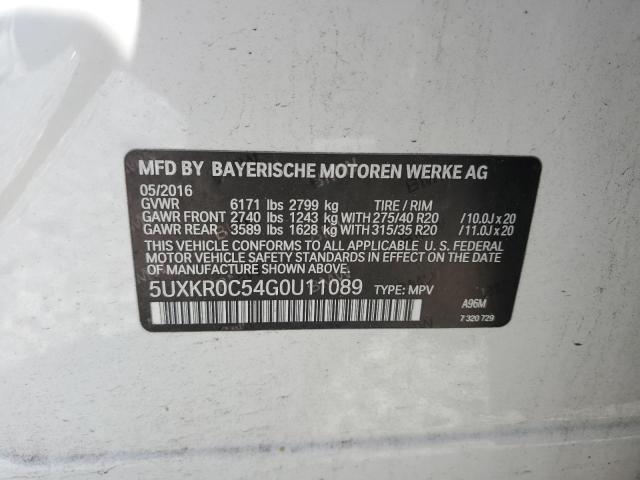 MFD BY BAYERISCHE MOTOREN WERKE AG
05/2016
GVWR 6171 lbs 2799 kg TIRE / RIM
GAWR FRONT 2740 lbs 1243 kg WITH 275/40 R20 /10.0J x 20
GAWR REAR 3589 lbs 1628 kg WITH 315/35 R20 /11.0J x 20
THIS VEHICLE CONFORMS TO ALL APPLICABLE U. S. FEDERAL
MOTOR VEHICLE SAFETY STANDARDS IN EFFECT ON THE DATE
OF MANUFACTURE SHOWN ABOVE.
5UXKR0C54G0U11089 TYPE: MPV
A96M
7 320 729